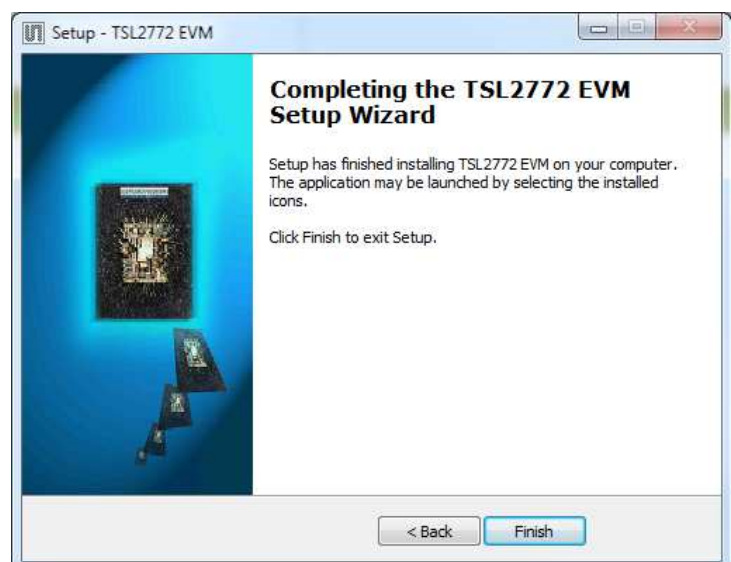 Setup - TSL2772 EVM
Completing the TSL2772 EVM
Setup Wizard
Setup has finished installing TSL2772 EVM on your computer.
The application may be launched by selecting the installed
icons.
Click Finish to exit Setup.
< Back
Finish